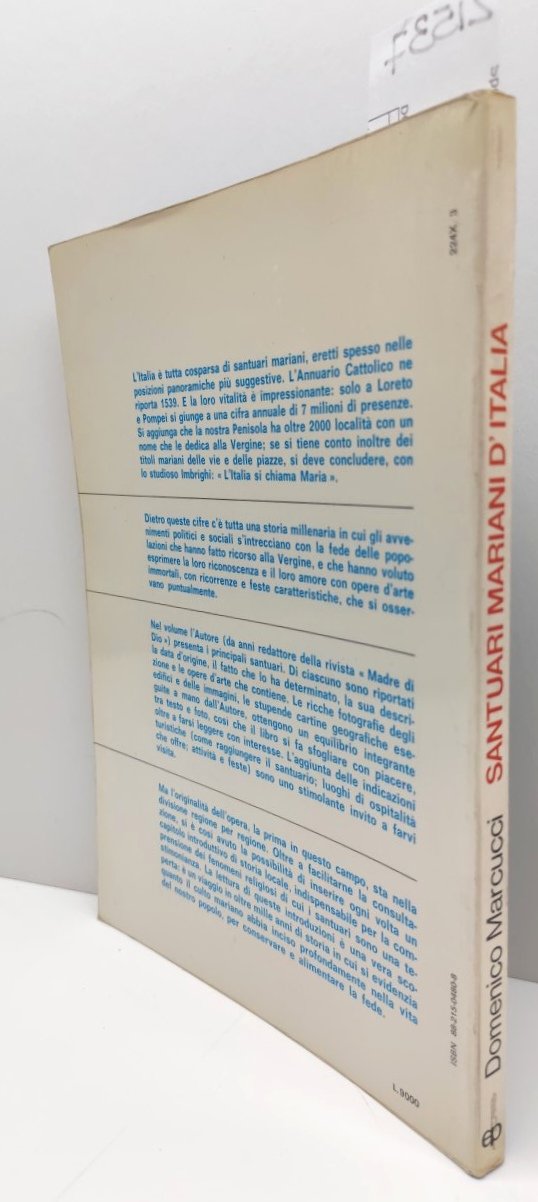 21537
224X. 3
L'Italia è tutta cosparsa di santuari mariani, eretti spesso nelle
posizioni panoramiche più suggestive. L'Annuario Cattolico ne
riporta 1539. E la loro vitalità è impressionante: solo a Loreto
e Pompei si giunge a una cifra annuale di 7 milioni di presenze.
Si aggiunga che la nostra Penisola ha oltre 2000 località con un
nome che le dedica alla Vergine; se si tiene conto inoltre dei
titoli mariani delle vie e delle piazze, si deve concludere, con
lo studioso Imbrighi: « L'Italia si chiama Maria ».
Dietro queste cifre c'è tutta una storia millenaria in cui gli avve-
nimenti politici e sociali s'intrecciano con la fede delle popo-
lazioni che hanno fatto ricorso alla Vergine, e che hanno voluto
esprimere la loro riconoscenza e il loro amore con opere d'arte
immortali, con ricorrenze e feste caratteristiche, che si osser-
vano puntualmente.
Nel volume l'Autore (da anni redattore della rivista « Madre di
Dio ») presenta i principali santuari. Di ciascuno sono riportati
la data d'origine, il fatto che lo ha determinato, la sua descri-
zione e le opere d'arte che contiene. Le ricche fotografie degli
edifici e delle immagini, le stupende cartine geografiche ese-
guite a mano dall'Autore, ottengono un equilibrio integrante
tra testo e foto, così che il libro si fa sfogliare con piacere,
oltre a farsi leggere con interesse. L'aggiunta delle indicazioni
turistiche (come raggiungere il santuario; luoghi di ospitalità
che offre; attività e feste) sono uno stimolante invito a farvi
visita.
Ma l'originalità dell'opera, la prima in questo campo, sta nella
divisione regione per regione. Oltre a facilitarne la consulta-
zione, si è così avuto la possibilità di inserire ogni volta un
capitolo introduttivo di storia locale, indispensabile per la com-
prensione dei fenomeni religiosi di cui i santuari sono una te-
stimonianza. La lettura di queste introduzioni è una vera sco-
perta: è un viaggio in oltre mille anni di storia in cui si evidenzia
quanto il culto mariano abbia inciso profondamente nella vita
del nostro popolo, per conservare e alimentare la fede.
ISBN 88-215-0480-8
L. 9000
Domenico Marcucci SANTUARI MARIANI D'ITALIA